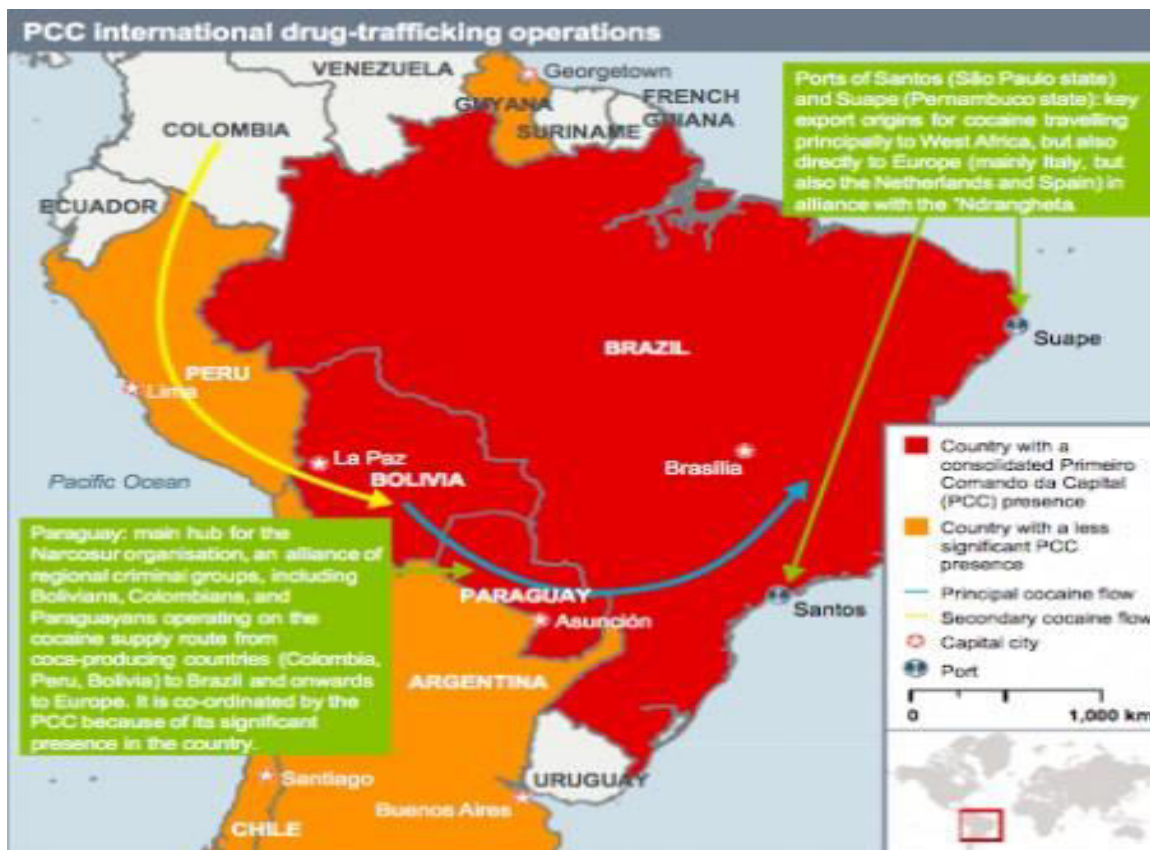 PCC international drug-trafficking operations
VENEZUELA
Georgetown
GUYANA
SURINAME
FRENCH
GUIANA
COLOMBIA
ECUADOR
Ports of Santos (São Paulo state)
and Suape (Pernambuco state): key
export origins for cocaine travelling
principally to West Africa, but also
directly to Europe (mainly Italy, but
also the Netherlands and Spain) in
alliance with the 'Ndrangheta.
BRAZIL
Suape
PERU
Lima
La Paz
BOLIVIA
Brasília
Pacific Ocean
Paraguay: main hub for the
Narcosur organisation, an alliance of
regional criminal groups, including
Bolivians, Colombians, and
Paraguayans operating on the
cocaine supply route from
coca-producing countries (Colombia,
Peru, Bolivia) to Brazil and onwards
to Europe. It is co-ordinated by the
PCC because of its significant
presence in the country.
PARAGUAY
Asunción
Santos
ARGENTINA
Santiago
Buenos Aires
URUGUAY
CHILE
Country with a
consolidated Primeiro
Comando da Capital
(PCC) presence
Country with a less
significant PCC
presence
Principal cocaine flow
Secondary cocaine flow
Capital city
Port
0 1,000 km